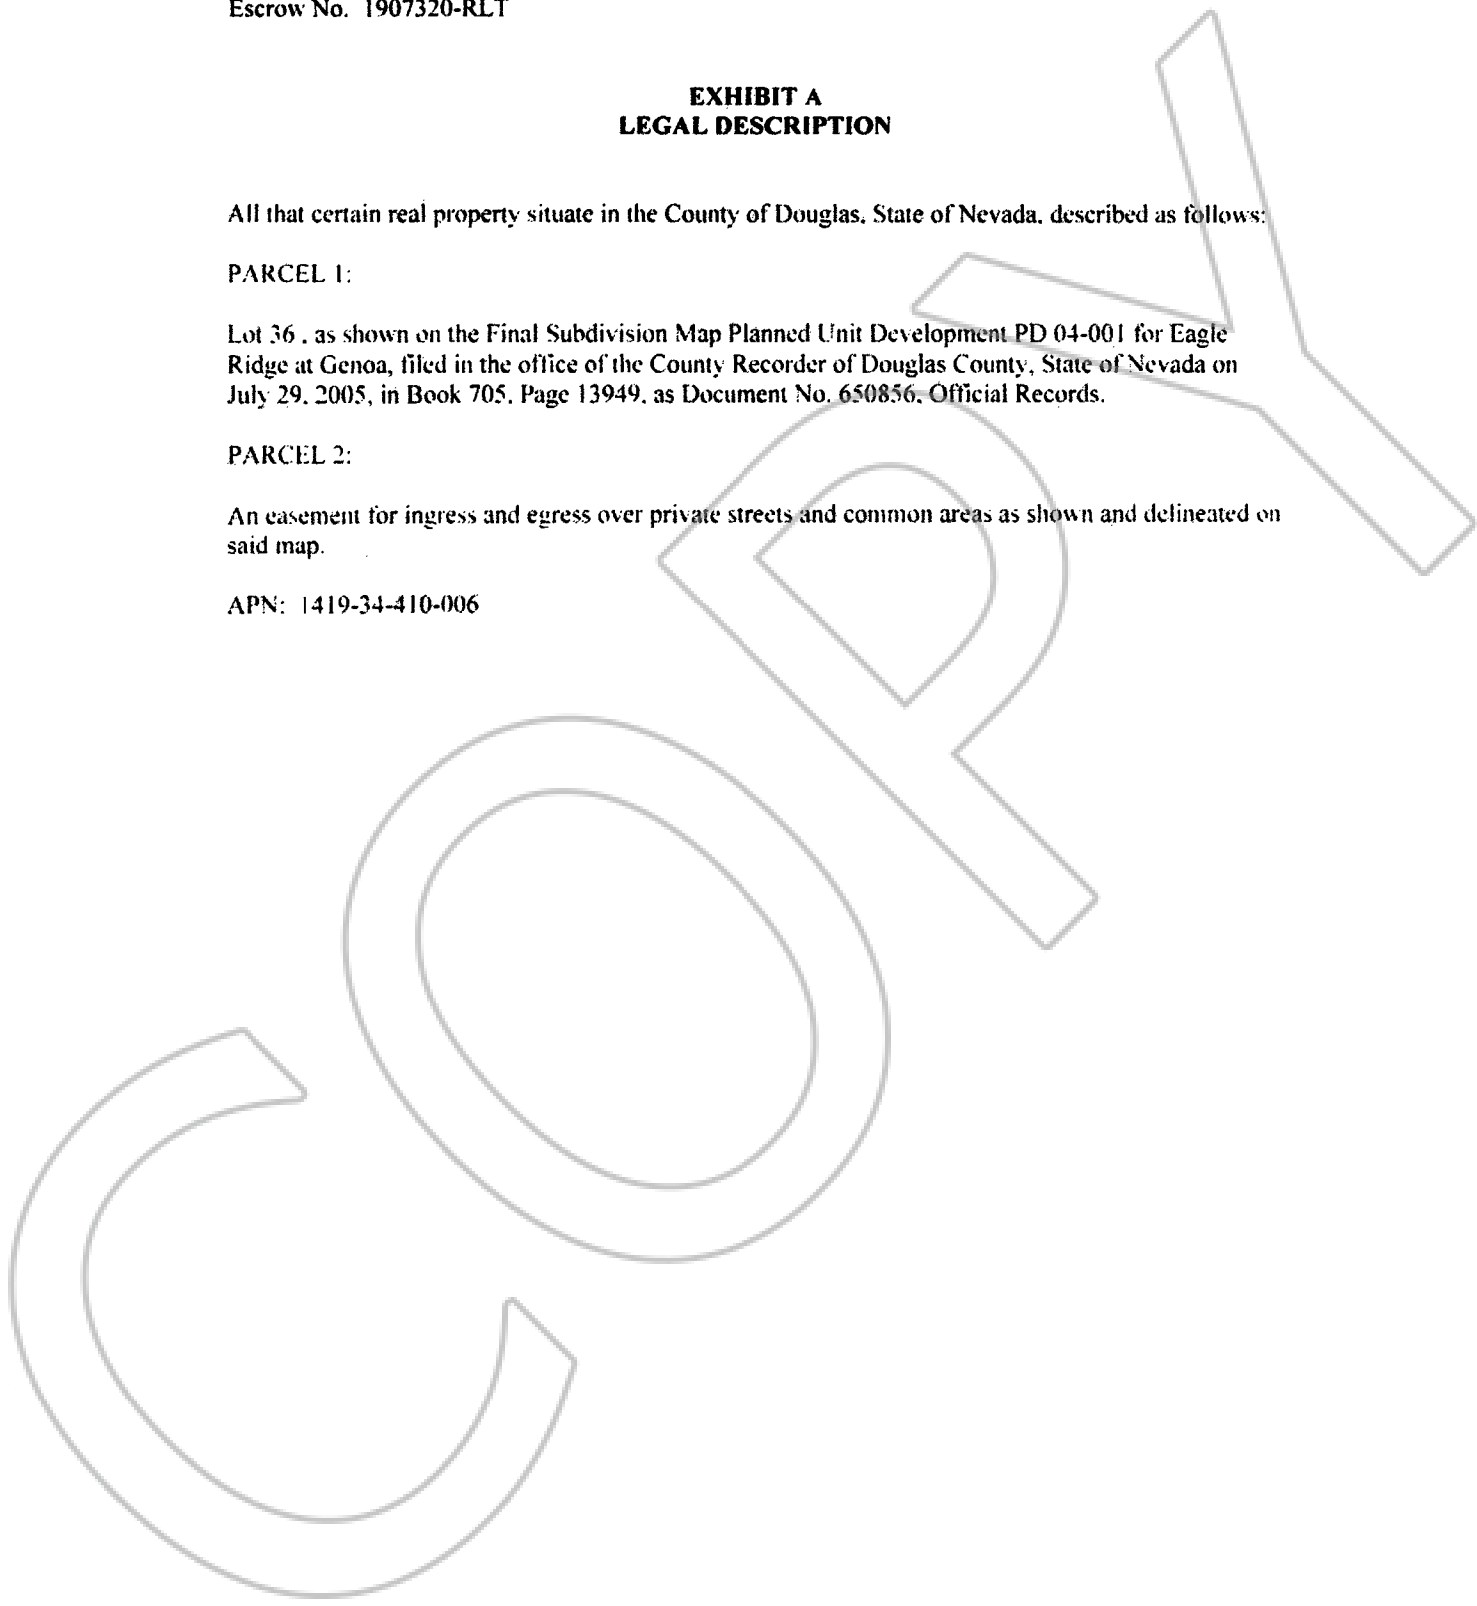 Escrow No. 1907320-RLT
EXHIBIT A
LEGAL DESCRIPTION
All that certain real property situate in the County of Douglas, State of Nevada, described as follows:
PARCEL 1:
Lot 36 , as shown on the Final Subdivision Map Planned Unit Development PD 04-001 for Eagle
Ridge at Genoa, filed in the office of the County Recorder of Douglas County, State of Nevada on
July 29, 2005, in Book 705, Page 13949, as Document No. 650856, Official Records.
PARCEL 2:
An easement for ingress and egress over private streets and common areas as shown and delineated on
said map.
APN: 1419-34-410-006
COPY